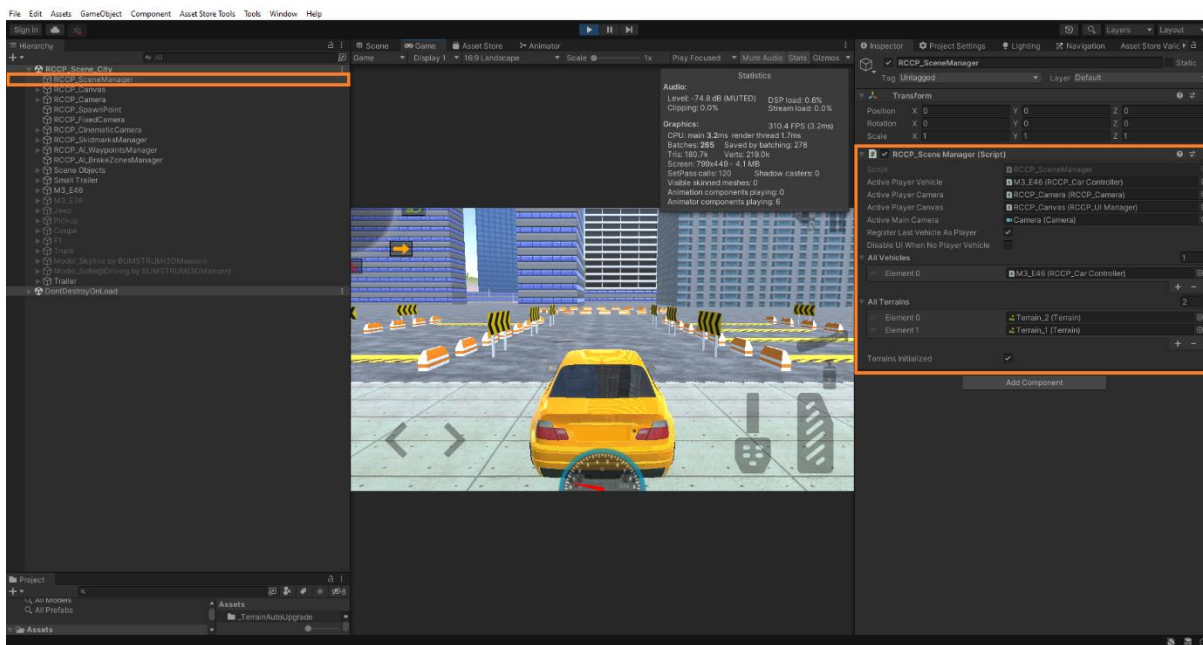 File Edit Assets GameObject Component Asset Store Tools Tools Window Help
Sign in
Layers Layout
Hierarchy
All
RCCP_Scene_City
RCCP_SceneManager
RCCP_Canvas
RCCP_Camera
RCCP_SpawnPoint
RCCP_FixedCamera
RCCP_CinematicCamera
RCCP_SkidmarksManager
RCCP_AI_WaypointsManager
RCCP_AI_BrakeZonesManager
Scene Objects
Small Trailer
M3_E46
M3_E36
Jeep
Pickup
Coupe
F1
Truck
Model_Skyline by BUMSTRUM(3DMaesen)
Model_Sofie@Driving by BUMSTRUM(3DMaesen)
Trailer
DontDestroyOnLoad
Project
All Models
All Prefabs
Assets
8
Assets
_TerrainAutoUpgrade
Scene Game Asset Store Animator
Game Display 1 16:9 Landscape Scale 1x Play Focused Mute Audio Stats Gizmos
Statistics
Audio:
Level: -74.8 dB (MUTED) DSP load: 0.6%
Clipping: 0.0% Stream load: 0.0%
Graphics: 310.4 FPS (3.2ms)
CPU: main 3.2ms render thread 1.7ms
Batches: 265 Saved by batching: 278
Tris: 180.7k Verts: 219.0k
Screen: 799x449 - 4.1 MB
SetPass calls: 120 Shadow casters: 0
Visible skinned meshes: 0
Animation components playing: 0
Animator components playing: 6
Inspector Project Settings Lighting Navigation Asset Store Valic
RCCP_SceneManager Static
Tag Untagged Layer Default
Transform
Position X 0 Y 0 Z 0
Rotation X 0 Y 0 Z 0
Scale X 1 Y 1 Z 1
RCCP_Scene Manager (Script)
Script RCCP_SceneManager
Active Player Vehicle M3_E46 (RCCP_Car Controller)
Active Player Camera RCCP_Camera (RCCP_Camera)
Active Player Canvas RCCP_Canvas (RCCP_UI Manager)
Active Main Camera Camera (Camera)
Register Last Vehicle As Player
Disable UI When No Player Vehicle
All Vehicles 1
Element 0 M3_E46 (RCCP_Car Controller)
All Terrains 2
Element 0 Terrain_2 (Terrain)
Element 1 Terrain_1 (Terrain)
Terrains Initialized
Add Component